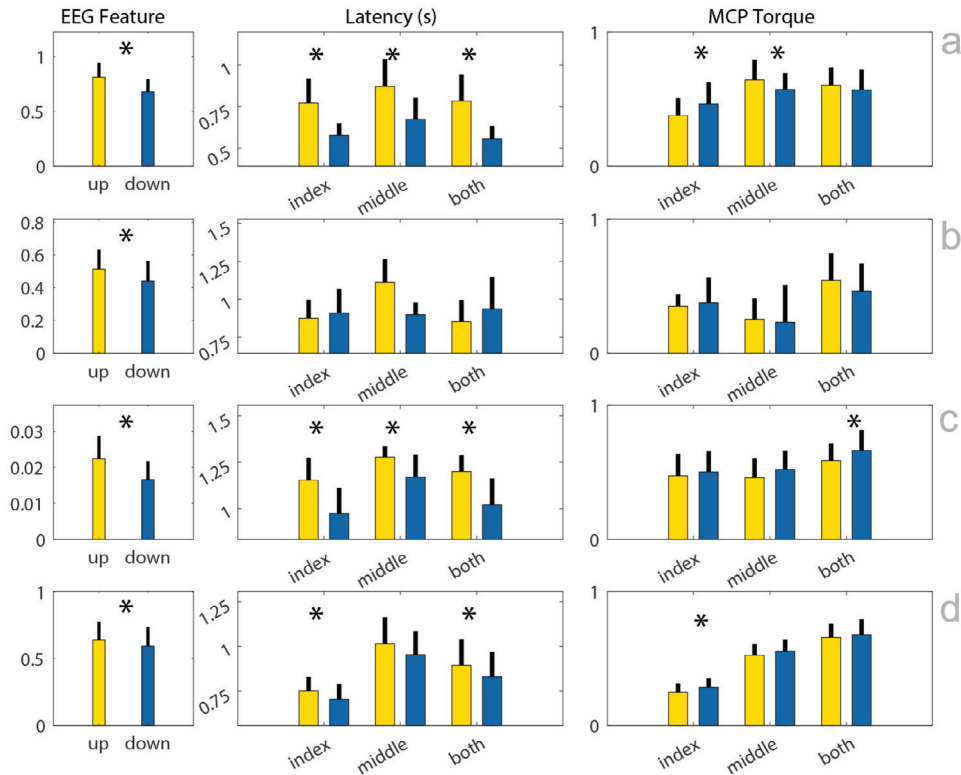 EEG Feature Latency (s) MCP Torque
a
1
0.5
0
up down
*
1
0.75
0.5
index middle both
* * *
1
0
index middle both
* *
b
0.8
0.6
0.4
0.2
0
up down
*
1.5
1.25
1
0.75
index middle both
1
0
index middle both
c
0.03
0.02
0.01
0
up down
*
1.5
1.25
1
index middle both
* * *
1
0
index middle both
*
d
1
0.5
0
up down
*
1.25
1
0.75
index middle both
* *
1
0
index middle both
*